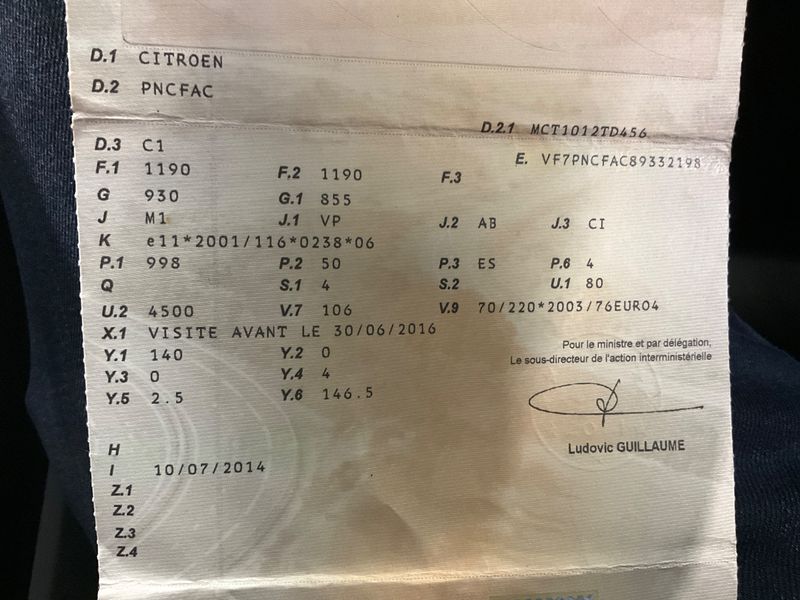 D.1 CITROEN
D.2 PNCFAC
D.2.1 MCT1012TD456
D.3 C1
E. VF7PNCFAC89332198
F.1 1190 F.2 1190 F.3
G 930 G.1 855
J M1 J.1 VP J.2 AB J.3 CI
K e11*2001/116*0238*06
P.1 998 P.2 50 P.3 ES P.6 4
Q S.1 4 S.2 U.1 80
U.2 4500 V.7 106 V.9 70/220*2003/76EURO4
X.1 VISITE AVANT LE 30/06/2016
Y.1 140 Y.2 0
Y.3 0 Y.4 4
Y.5 2.5 Y.6 146.5
Pour le ministre et par délégation,
Le sous-directeur de l'action interministérielle
Ludovic GUILLAUME
H
I 10/07/2014
Z.1
Z.2
Z.3
Z.4